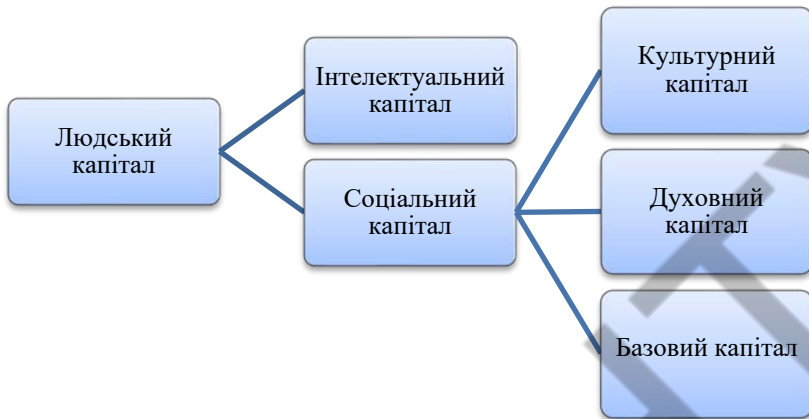 Людський
капітал
Інтелектуальний
капітал
Соціальний
капітал
Культурний
капітал
Духовний
капітал
Базовий капітал